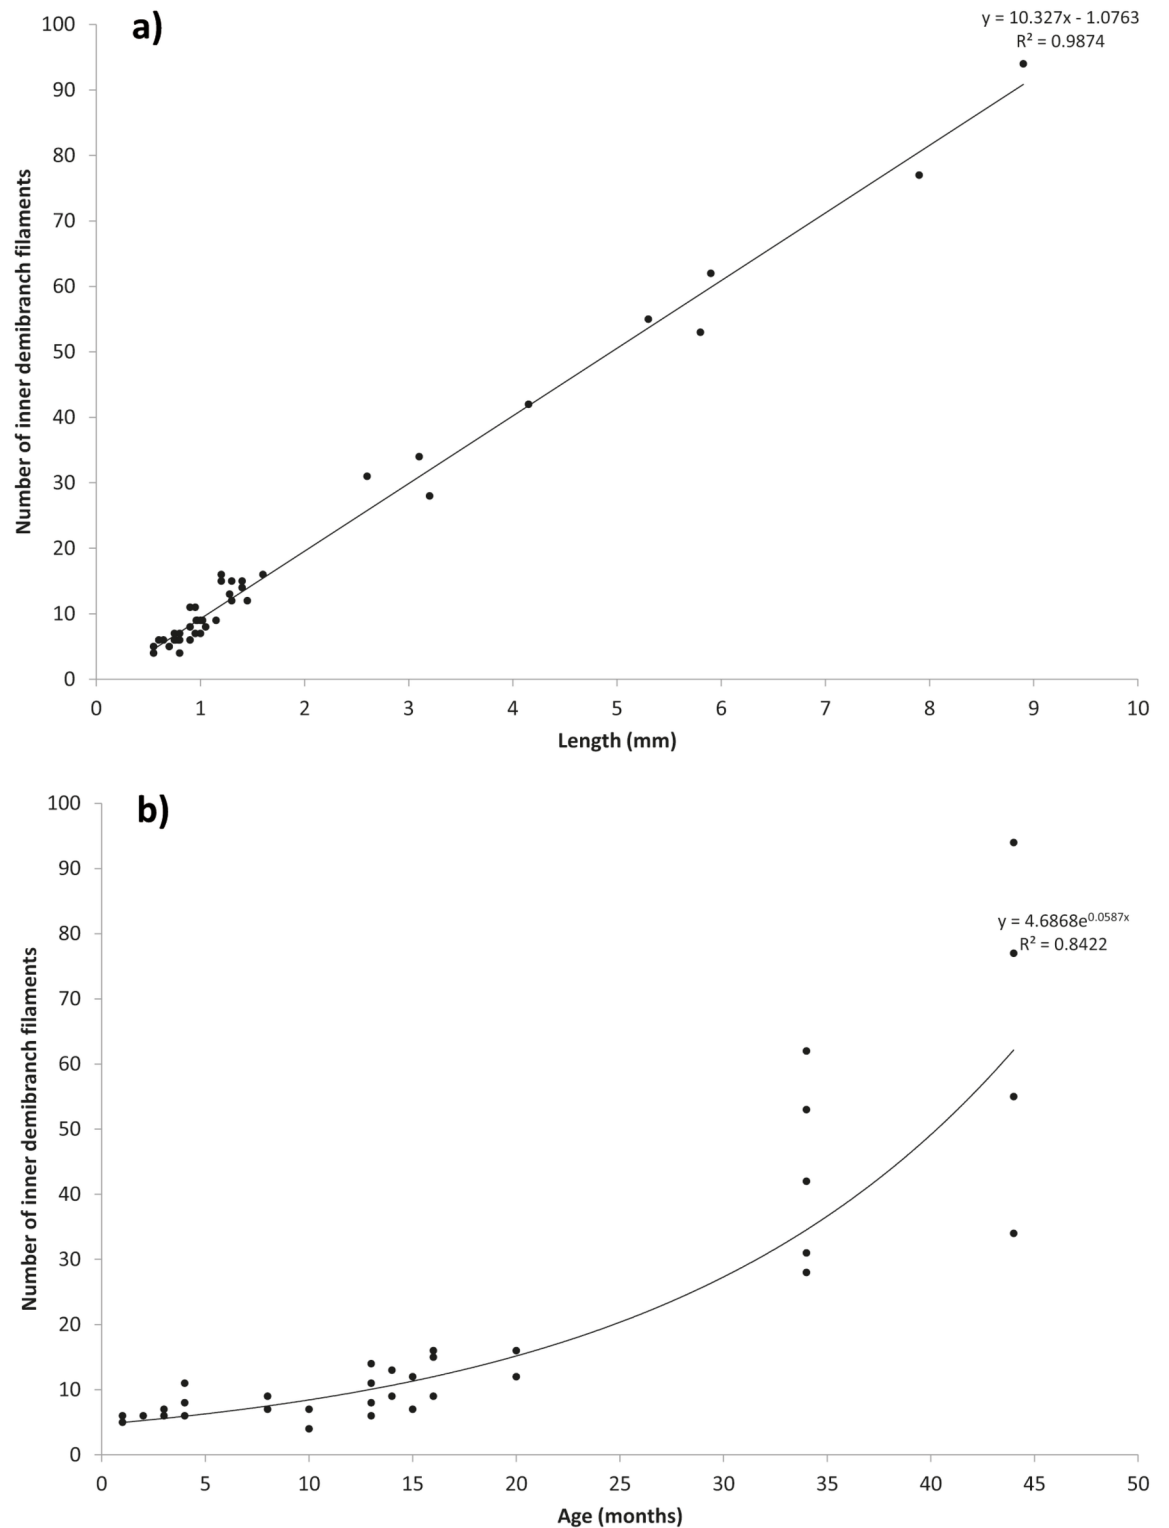 a)
y = 10.327x - 1.0763
R² = 0.9874
100
90
80
70
60
50
40
30
20
10
0
Number of inner demibranch filaments
0 1 2 3 4 5 6 7 8 9 10
Length (mm)
b)
y = 4.6868e^0.0587x
R² = 0.8422
100
90
80
70
60
50
40
30
20
10
0
Number of inner demibranch filaments
0 5 10 15 20 25 30 35 40 45 50
Age (months)